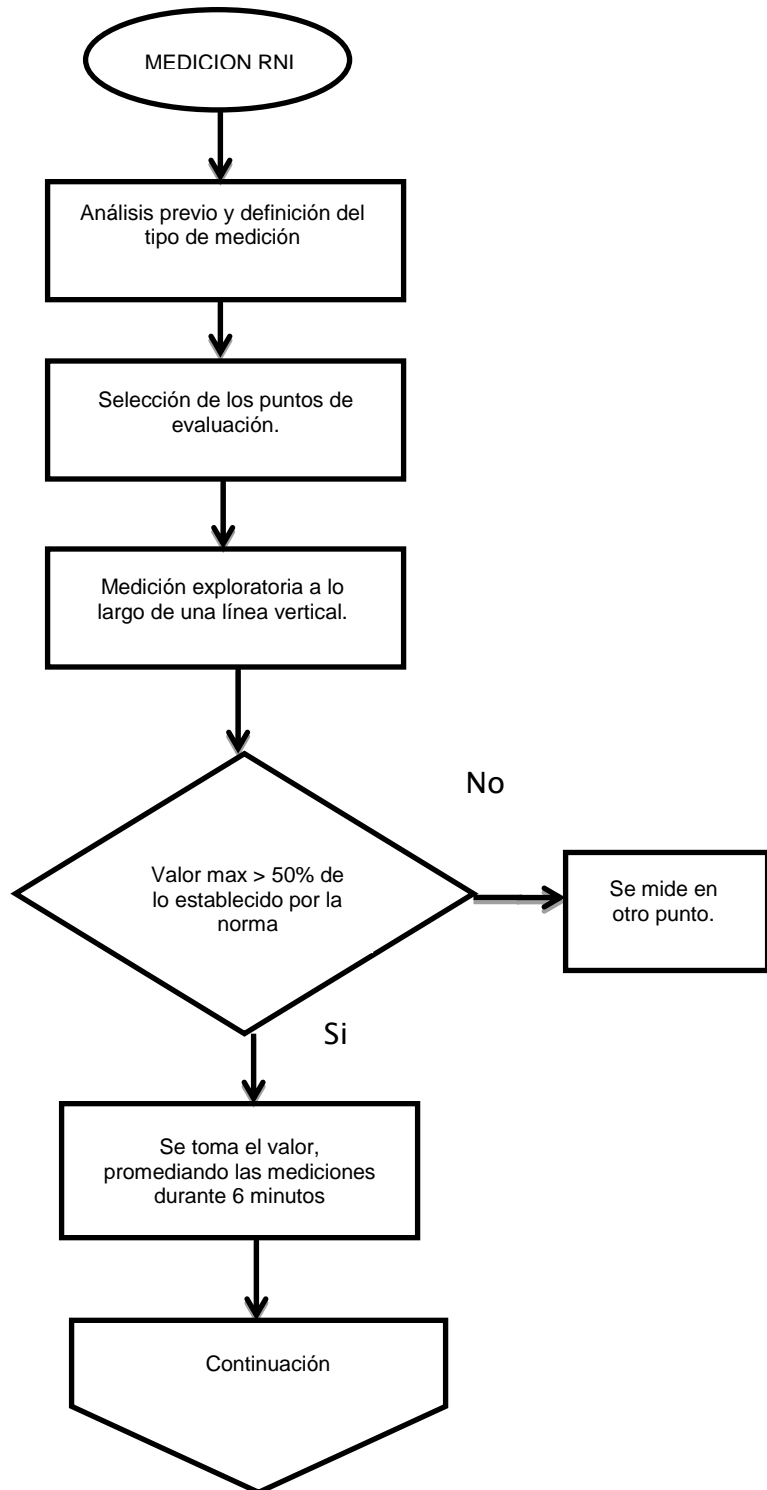 MEDICION RNI
Análisis previo y definición del
tipo de medición
Selección de los puntos de
evaluación.
Medición exploratoria a lo
largo de una línea vertical.
No
Valor max > 50% de
lo establecido por la
norma
Se mide en
otro punto.
Si
Se toma el valor,
promediando las mediciones
durante 6 minutos
Continuación